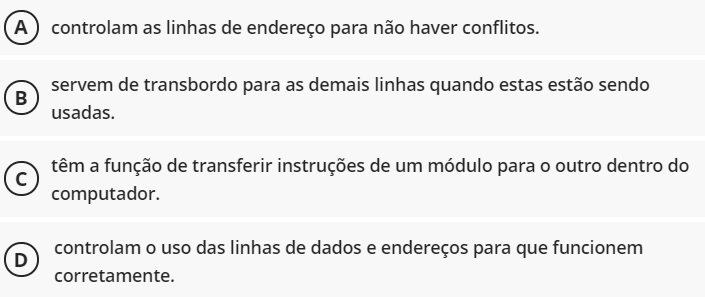 A controlam as linhas de endereço para não haver conflitos.
B servem de transbordo para as demais linhas quando estas estão sendo
usadas.
C têm a função de transferir instruções de um módulo para o outro dentro do
computador.
D controlam o uso das linhas de dados e endereços para que funcionem
corretamente.